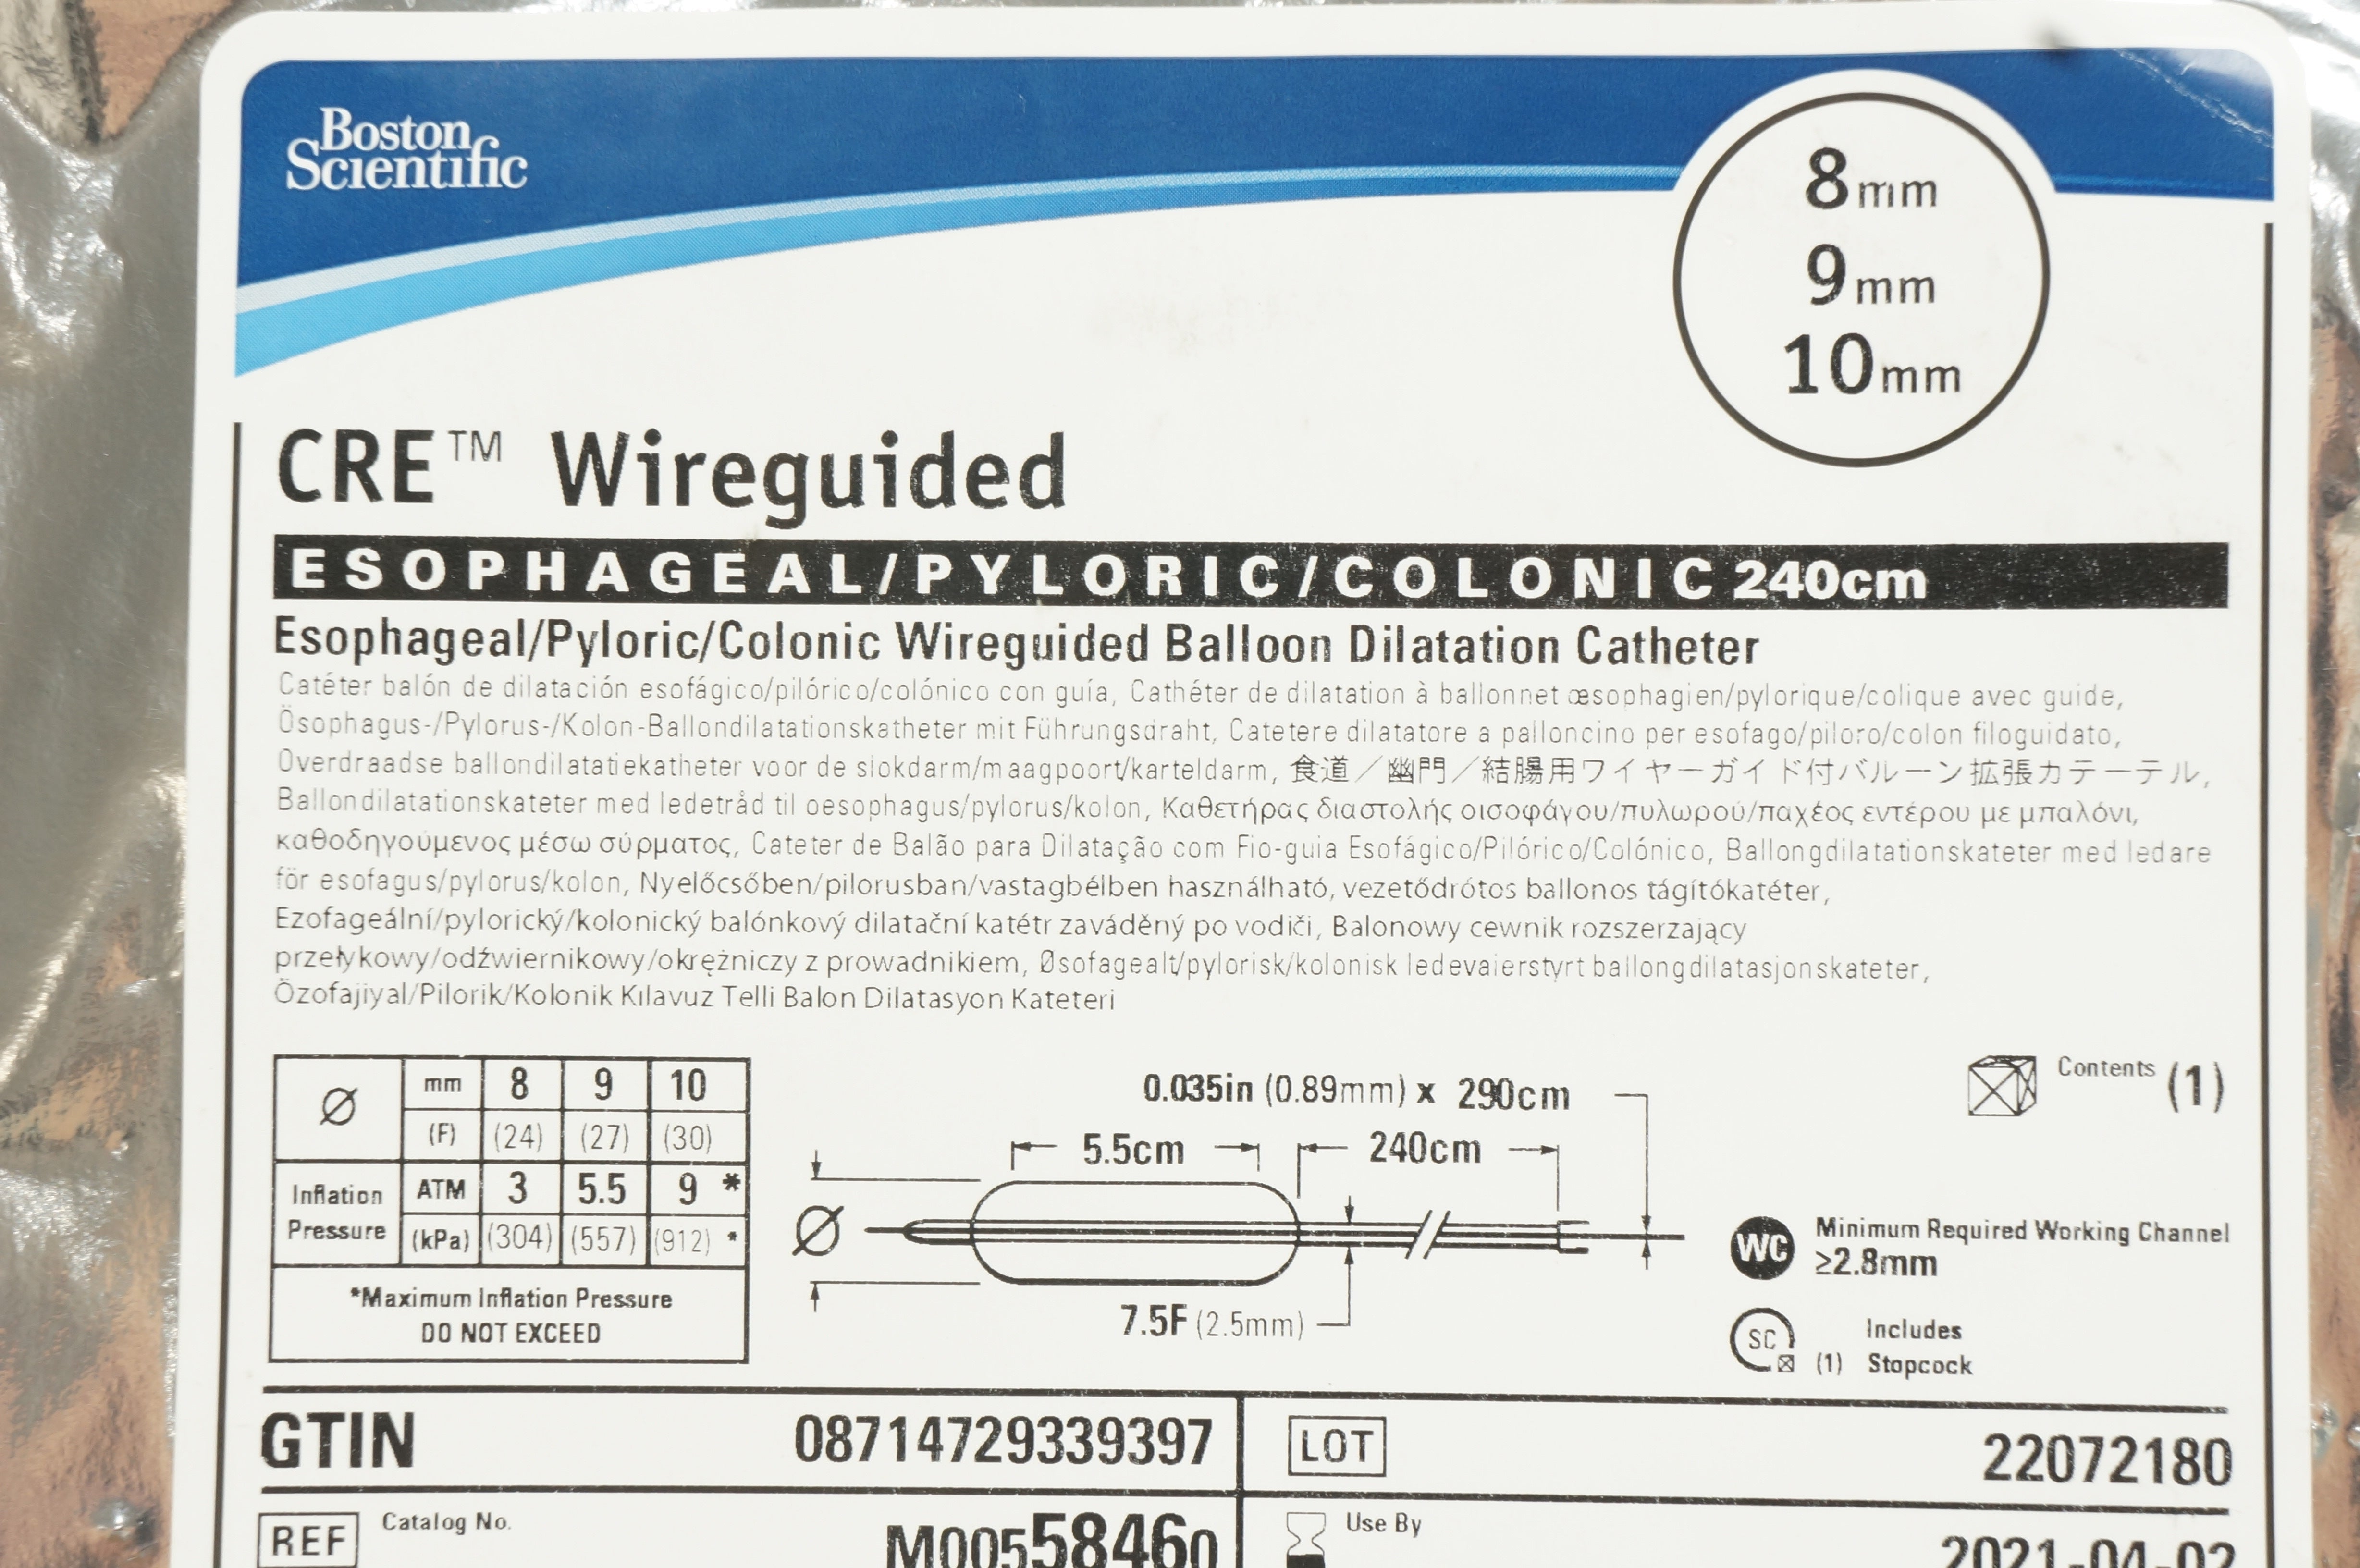 Boston
Scientific
8mm
9mm
10mm
CRE™ Wireguided
ESOPHAGEAL/PYLORIC/COLONIC 240cm
Esophageal/Pyloric/Colonic Wireguided Balloon Dilatation Catheter
Catéter balón de dilatación esofágico/pilórico/colónico con guía, Cathéter de dilatation à ballonnet œsophagien/pylorique/colique avec guide,
Ösophagus-/Pylorus-/Kolon-Ballondilatationskatheter mit Führungsdraht, Catetere dilatatore a palloncino per esofago/piloro/colon filoguidato,
Overdraadse ballondilatatiekatheter voor de slokdarm/maagpoort/karteldarm, 食道／幽門／結腸用ワイヤーガイド付バルーン拡張カテーテル,
Ballondilatationskateter med ledetråd til oesophagus/pylorus/kolon, Καθετήρας διαστολής οισοφάγου/πυλωρού/παχέος εντέρου με μπαλόνι,
καθοδηγούμενος μέσω σύρματος, Cateter de Balão para Dilatação com Fio-guia Esofágico/Pilórico/Colónico, Ballongdilatationskateter med ledare
för esofagus/pylorus/kolon, Nyelőcsőben/pilorusban/vastagbélben használható, vezetődrótos ballonos tágítókatéter,
Ezofageální/pylorický/kolonický balónkový dilatační katétr zaváděný po vodiči, Balonowy cewnik rozszerzający
przełykowy/odźwiernikowy/okrężniczy z prowadnikiem, Øsofagealt/pylorisk/kolonisk ledevaierstyrt ballongdilatasjonskateter,
Özofajiyal/Pilorik/Kolonik Kılavuz Telli Balon Dilatasyon Kateteri
Ø mm 8 9 10
(F) (24) (27) (30)
Inflation Pressure ATM 3 5.5 9 *
(kPa) (304) (557) (912) *
*Maximum Inflation Pressure
DO NOT EXCEED
0.035in (0.89mm) x 290cm
5.5cm 240cm
Ø
7.5F (2.5mm)
Contents (1)
WC Minimum Required Working Channel
≥2.8mm
SC (1) Includes
Stopcock
GTIN 08714729339397
LOT 22072180
REF Catalog No. M00558460
Use By 2021-04-02